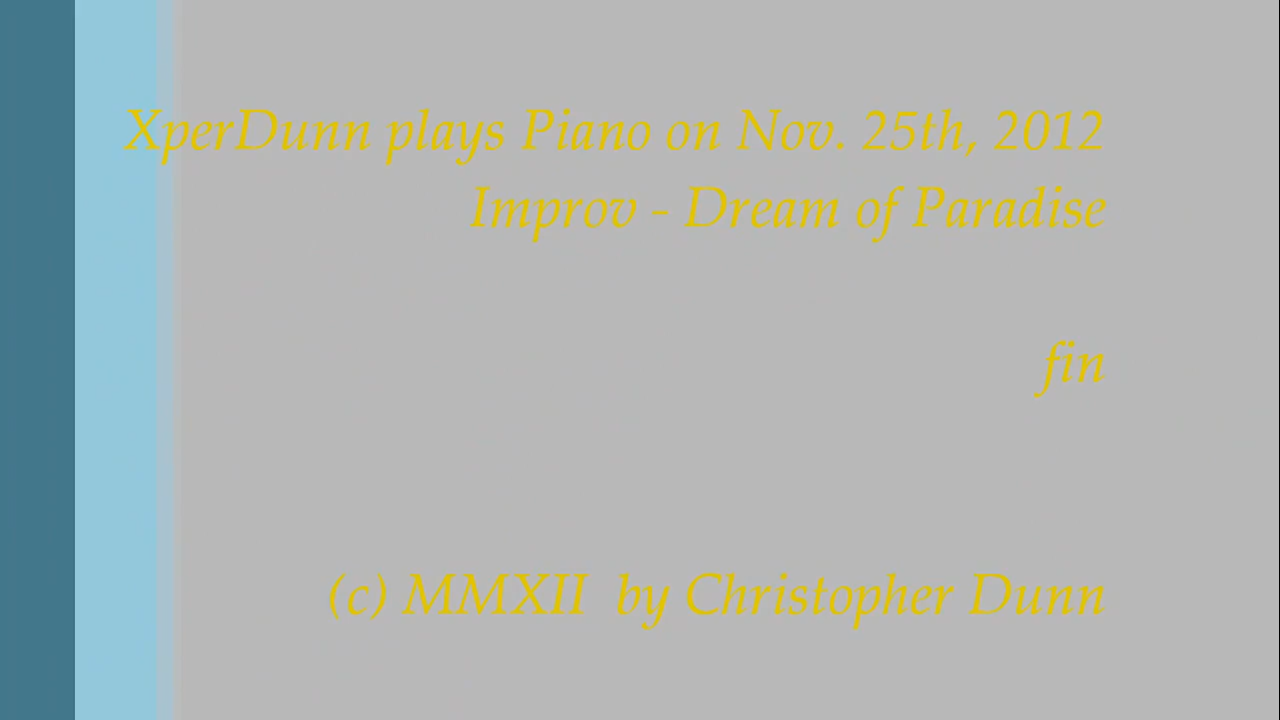 XperDunn plays Piano on Nov. 25th, 2012
Improv - Dream of Paradise
fin
(c) MMXII  by Christopher Dunn